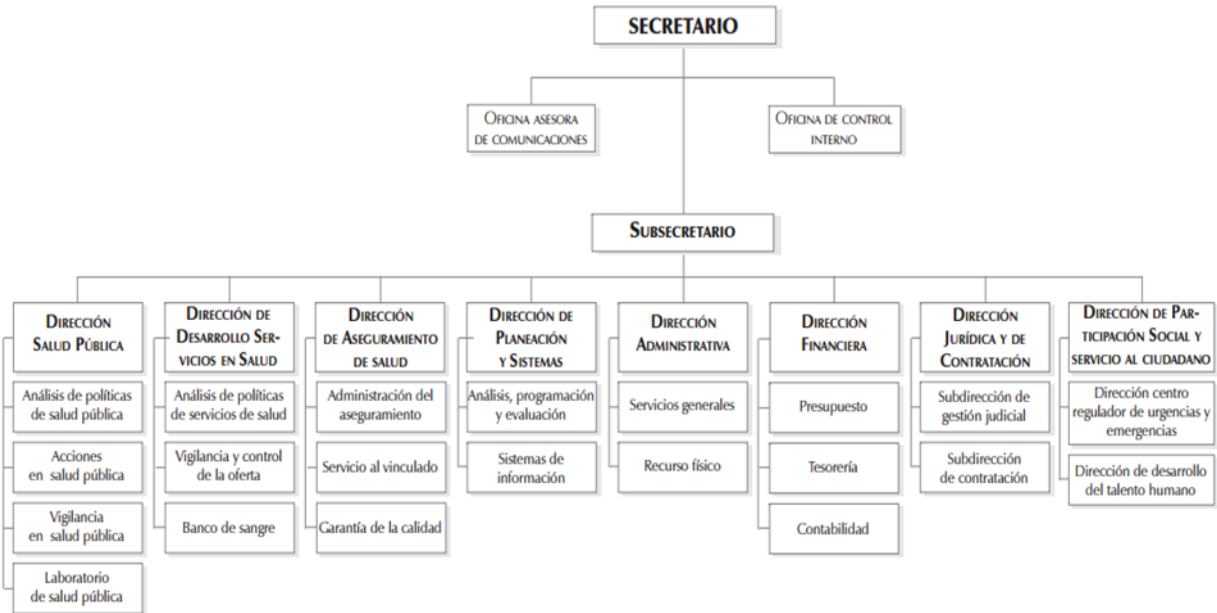 SECRETARIO
OFICINA ASESORA
DE COMUNICACIONES
OFICINA DE CONTROL
INTERNO
SUBSECRETARIO
DIRECCIÓN
SALUD PÚBLICA
Análisis de políticas
de salud pública
Acciones
en salud pública
Vigilancia
en salud pública
Laboratorio
de salud pública
DIRECCIÓN DE
DESARROLLO SER-
VICIOS EN SALUD
Análisis de políticas
de servicios de salud
Vigilancia y control
de la oferta
Banco de sangre
DIRECCIÓN
DE ASEGURAMIENTO
DE SALUD
Administración del
aseguramiento
Servicio al vinculado
Garantía de la calidad
DIRECCIÓN DE
PLANEACIÓN
Y SISTEMAS
Análisis, programación
y evaluación
Sistemas de
información
DIRECCIÓN
ADMINISTRATIVA
Servicios generales
Recurso físico
DIRECCIÓN
FINANCIERA
Presupuesto
Tesorería
Contabilidad
DIRECCIÓN
JURÍDICA Y DE
CONTRATACIÓN
Subdirección de
gestión judicial
Subdirección
de contratación
DIRECCIÓN DE PAR-
TICIPACIÓN SOCIAL Y
SERVICIO AL CIUDADANO
Dirección centro
regulador de urgencias y
emergencias
Dirección de desarrollo
del talento humano